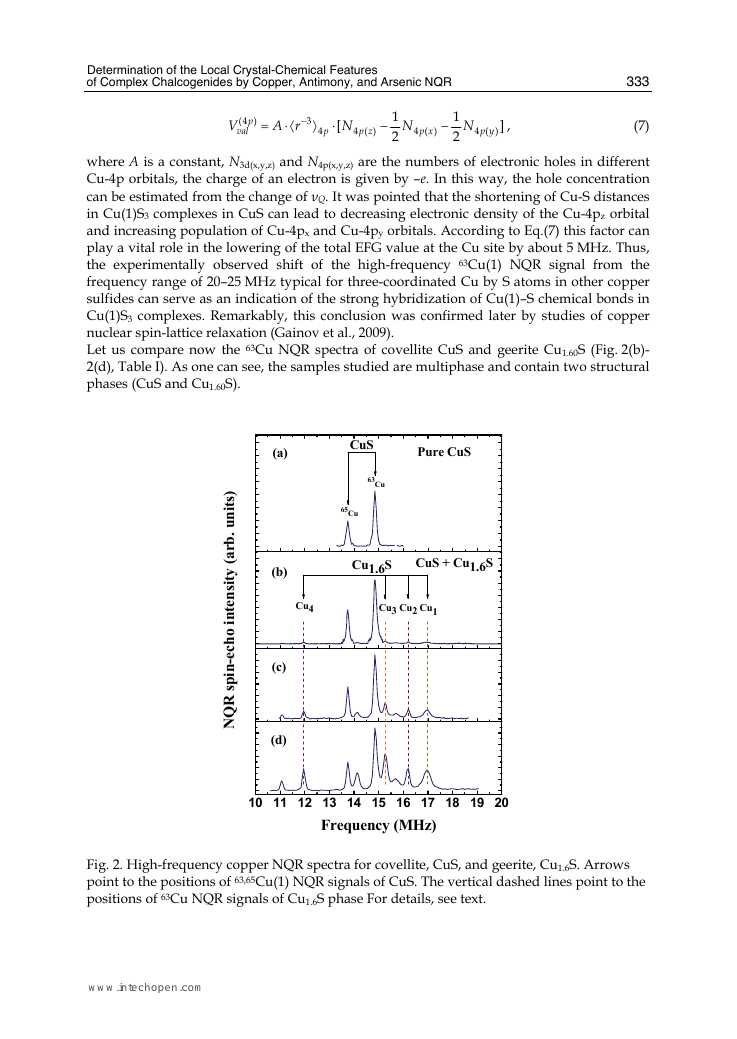 Determination of the Local Crystal-Chemical Features
of Complex Chalcogenides by Copper, Antimony, and Arsenic NQR 333
V_{val}^{(4p)} = A·⟨r^{-3}⟩_{4p}·[N_{4p(z)} − \frac{1}{2}N_{4p(x)} − \frac{1}{2}N_{4p(y)}], (7)
where A is a constant, N3d(x,y,z) and N4p(x,y,z) are the numbers of electronic holes in different
Cu-4p orbitals, the charge of an electron is given by –e. In this way, the hole concentration
can be estimated from the change of νQ. It was pointed that the shortening of Cu-S distances
in Cu(1)S3 complexes in CuS can lead to decreasing electronic density of the Cu-4pz orbital
and increasing population of Cu-4px and Cu-4py orbitals. According to Eq.(7) this factor can
play a vital role in the lowering of the total EFG value at the Cu site by about 5 MHz. Thus,
the experimentally observed shift of the high-frequency 63Cu(1) NQR signal from the
frequency range of 20–25 MHz typical for three-coordinated Cu by S atoms in other copper
sulfides can serve as an indication of the strong hybridization of Cu(1)–S chemical bonds in
Cu(1)S3 complexes. Remarkably, this conclusion was confirmed later by studies of copper
nuclear spin-lattice relaxation (Gainov et al., 2009).
Let us compare now the 63Cu NQR spectra of covellite CuS and geerite Cu1.60S (Fig. 2(b)-
2(d), Table I). As one can see, the samples studied are multiphase and contain two structural
phases (CuS and Cu1.60S).
(a) CuS Pure CuS
63Cu
65Cu
(b) Cu1.6S CuS + Cu1.6S
Cu4 Cu3 Cu2 Cu1
(c)
(d)
NQR spin-echo intensity (arb. units)
10 11 12 13 14 15 16 17 18 19 20
Frequency (MHz)
Fig. 2. High-frequency copper NQR spectra for covellite, CuS, and geerite, Cu1.6S. Arrows
point to the positions of 63,65Cu(1) NQR signals of CuS. The vertical dashed lines point to the
positions of 63Cu NQR signals of Cu1.6S phase For details, see text.
www.intechopen.com